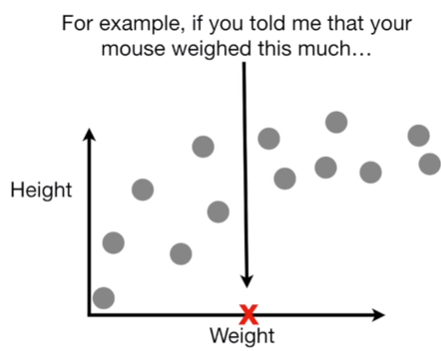 For example, if you told me that your
mouse weighed this much...
Height
X
Weight